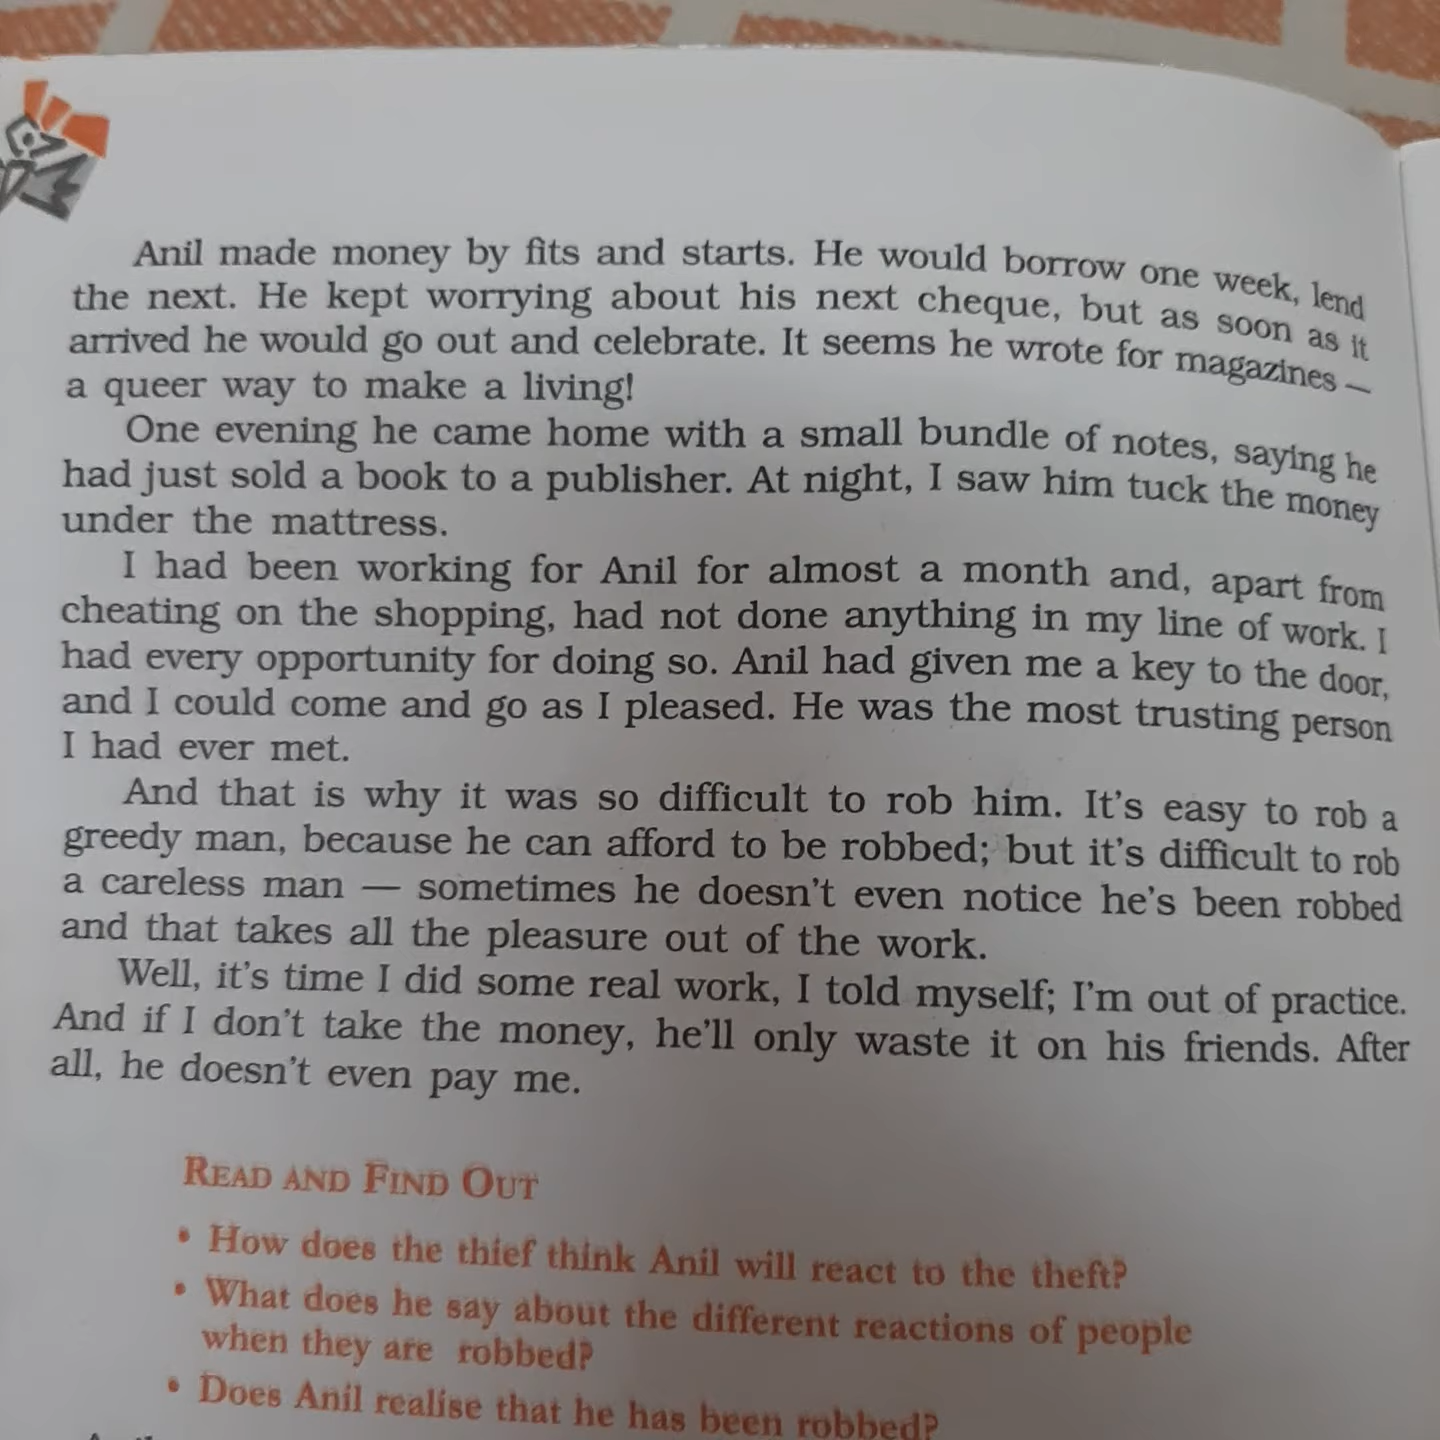 Anil made money by fits and starts. He would borrow one week, lend
the next. He kept worrying about his next cheque, but as soon as it
arrived he would go out and celebrate. It seems he wrote for magazines —
a queer way to make a living!
One evening he came home with a small bundle of notes, saying he
had just sold a book to a publisher. At night, I saw him tuck the money
under the mattress.
I had been working for Anil for almost a month and, apart from
cheating on the shopping, had not done anything in my line of work. I
had every opportunity for doing so. Anil had given me a key to the door,
and I could come and go as I pleased. He was the most trusting person
I had ever met.
And that is why it was so difficult to rob him. It's easy to rob a
greedy man, because he can afford to be robbed; but it's difficult to rob
a careless man — sometimes he doesn't even notice he's been robbed
and that takes all the pleasure out of the work.
Well, it's time I did some real work, I told myself; I'm out of practice.
And if I don't take the money, he'll only waste it on his friends. After
all, he doesn't even pay me.
READ AND FIND OUT
• How does the thief think Anil will react to the theft?
• What does he say about the different reactions of people
when they are robbed?
• Does Anil realise that he has been robbed?